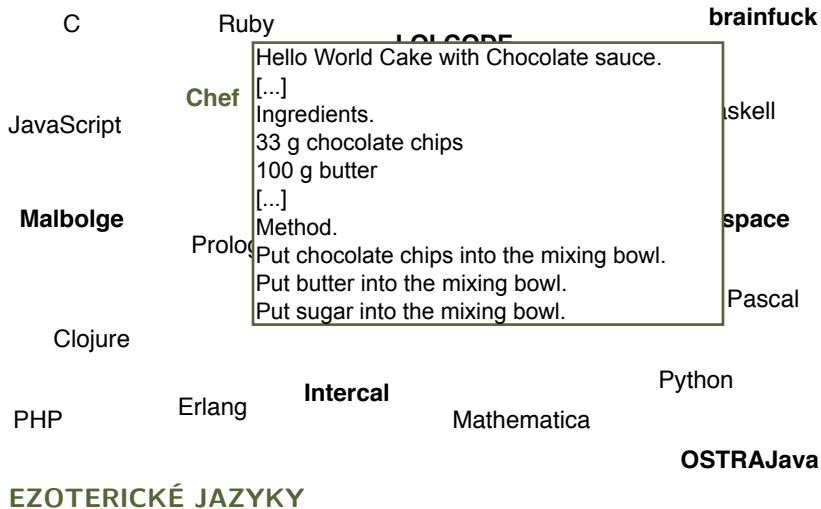 C
Ruby
brainfuck
LOLCODE
Hello World Cake with Chocolate sauce.
[...]
Ingredients.
33 g chocolate chips
100 g butter
[...]
Method.
Put chocolate chips into the mixing bowl.
Put butter into the mixing bowl.
Put sugar into the mixing bowl.
Chef
JavaScript
Malbolge
Pascal
Clojure
Python
Intercal
Erlang
PHP
Mathematica
OSTRAJava
EZOTERICKÉ JAZYKY